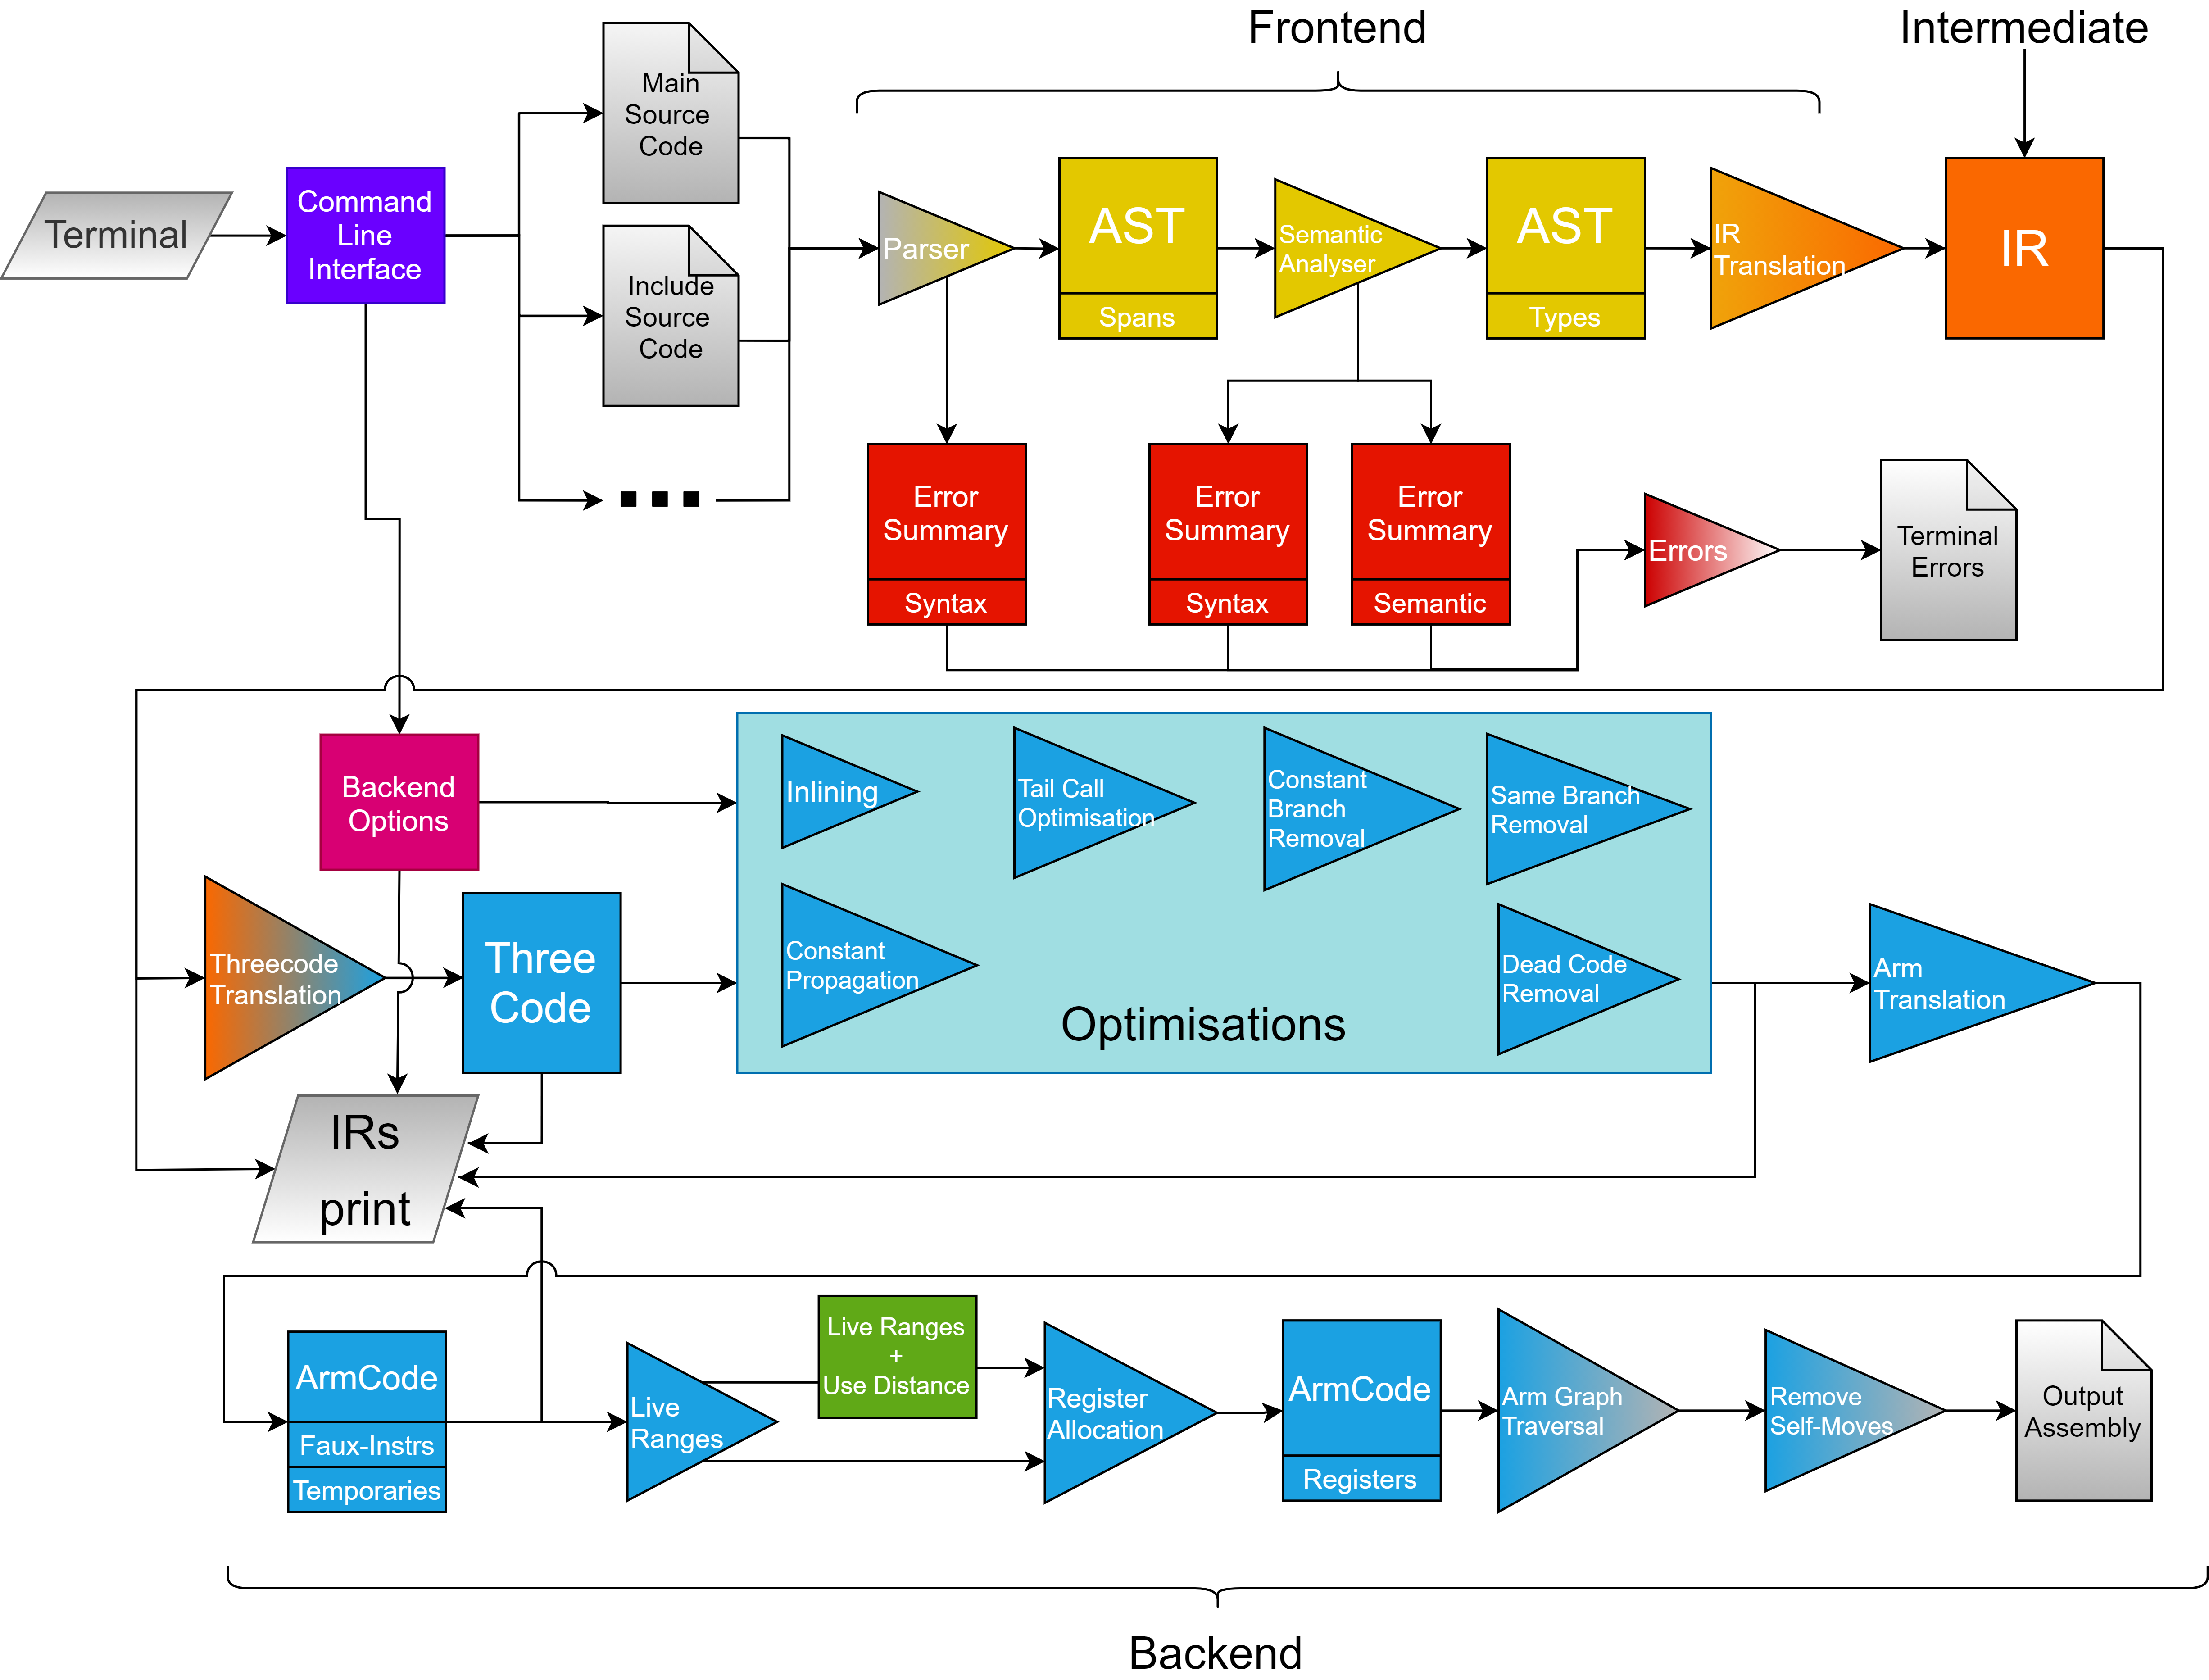 Frontend
Intermediate
Main
Source
Code
Terminal
Command
Line
Interface
Include
Source
Code
Parser
AST
Spans
Semantic
Analyser
AST
Types
IR
Translation
IR
Error
Summary
Syntax
Error
Summary
Syntax
Error
Summary
Semantic
Errors
Terminal
Errors
Backend
Options
Inlining
Tail Call
Optimisation
Constant
Branch
Removal
Same Branch
Removal
Threecode
Translation
Three
Code
Constant
Propagation
Dead Code
Removal
Optimisations
Arm
Translation
IRs
print
ArmCode
Faux-Instrs
Temporaries
Live
Ranges
Live Ranges
+
Use Distance
Register
Allocation
ArmCode
Registers
Arm Graph
Traversal
Remove
Self-Moves
Output
Assembly
Backend